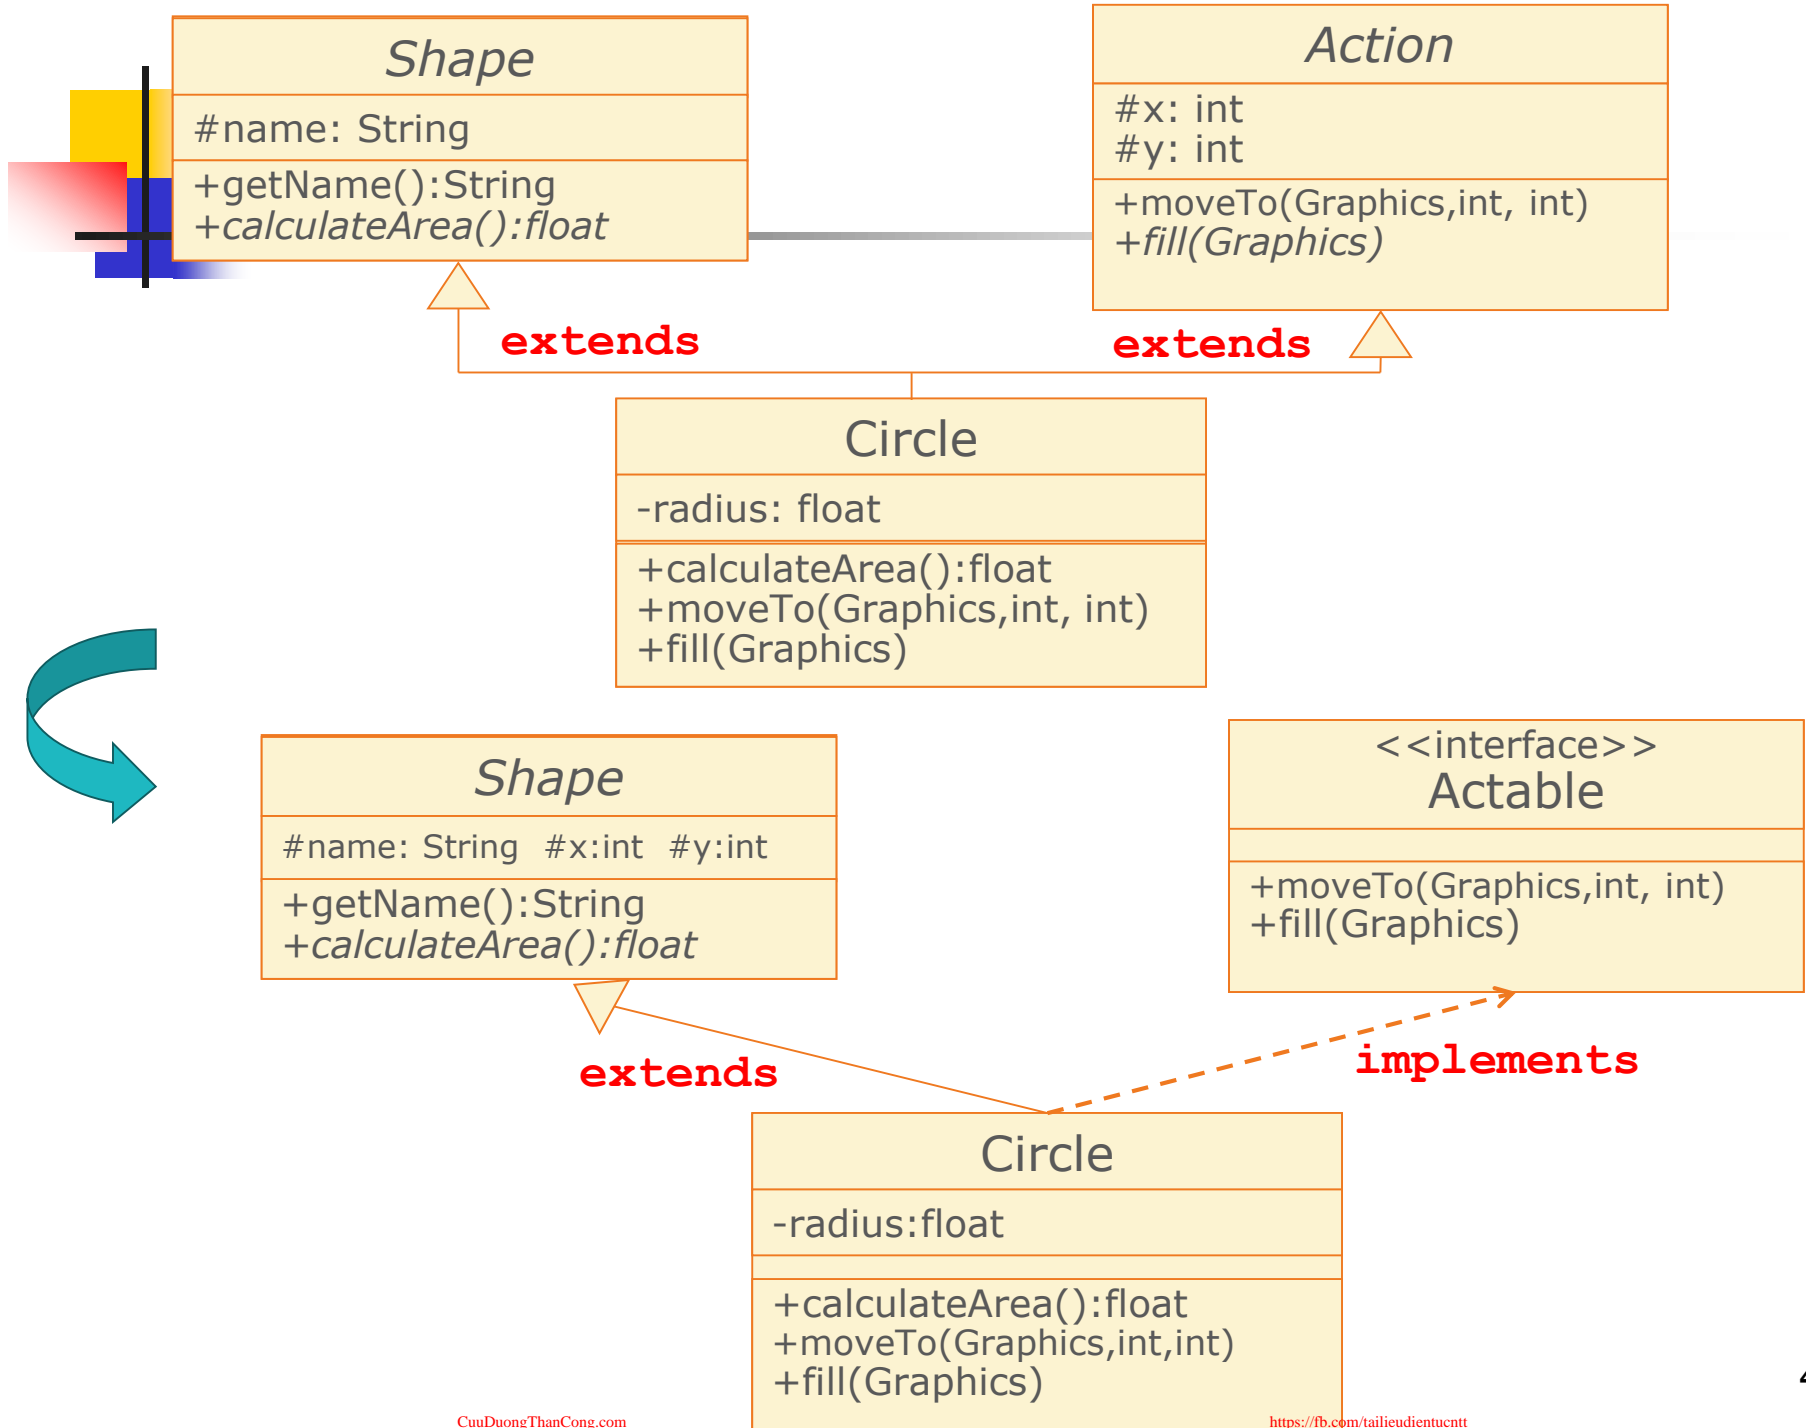 Shape
#name: String
+getName():String
+calculateArea():float
Action
#x: int
#y: int
+moveTo(Graphics,int, int)
+fill(Graphics)
extends
extends
Circle
-radius: float
+calculateArea():float
+moveTo(Graphics,int, int)
+fill(Graphics)
Shape
#name: String #x:int #y:int
+getName():String
+calculateArea():float
<<interface>>
Actable
+moveTo(Graphics,int, int)
+fill(Graphics)
extends
implements
Circle
-radius:float
+calculateArea():float
+moveTo(Graphics,int,int)
+fill(Graphics)
CuuDuongThanCong.com
https://fb.com/tailieudientucntt